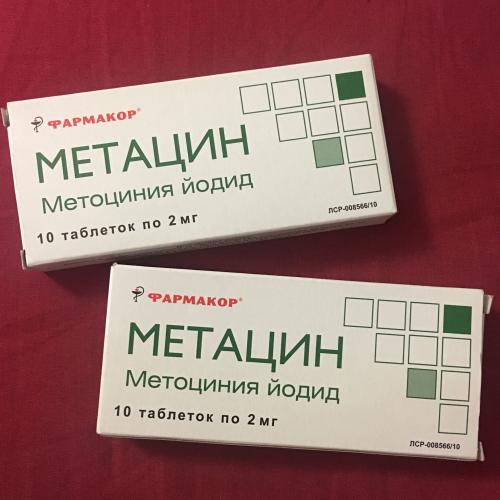 ФАРМАКОР®
МЕТАЦИН
Метоциния йодид
10 таблеток по 2 мг
ЛСР-008566/10
ФАРМАКОР®
МЕТАЦИН
Метоциния йодид
10 таблеток по 2 мг
ЛСР-008566/10